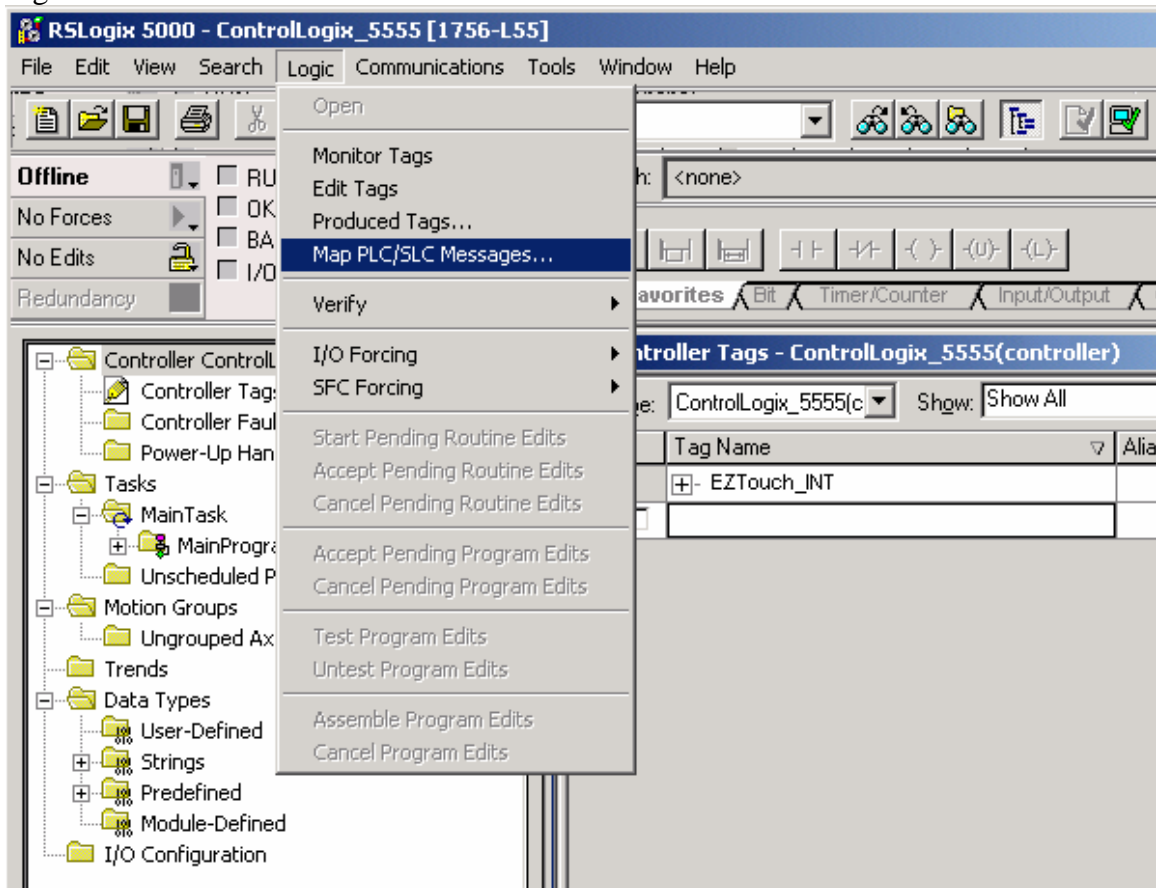 RSLogix 5000 - ControlLogix_5555 [1756-L55]
File Edit View Search Logic Communications Tools Window Help
Open
Monitor Tags
Edit Tags
Produced Tags...
Map PLC/SLC Messages...
Verify
I/O Forcing
SFC Forcing
Start Pending Routine Edits
Accept Pending Routine Edits
Cancel Pending Routine Edits
Accept Pending Program Edits
Cancel Pending Program Edits
Test Program Edits
Untest Program Edits
Assemble Program Edits
Cancel Program Edits
Offline RU
No Forces OK
No Edits BA
I/O
Redundancy
h: <none>
avorites Bit Timer/Counter Input/Output
Controller ControlL
Controller Tag
Controller Faul
Power-Up Han
Tasks
MainTask
MainProgra
Unscheduled P
Motion Groups
Ungrouped Ax
Trends
Data Types
User-Defined
Strings
Predefined
Module-Defined
I/O Configuration
troller Tags - ControlLogix_5555(controller)
e: ControlLogix_5555(c Show: Show All
Tag Name Alia
EZTouch_INT